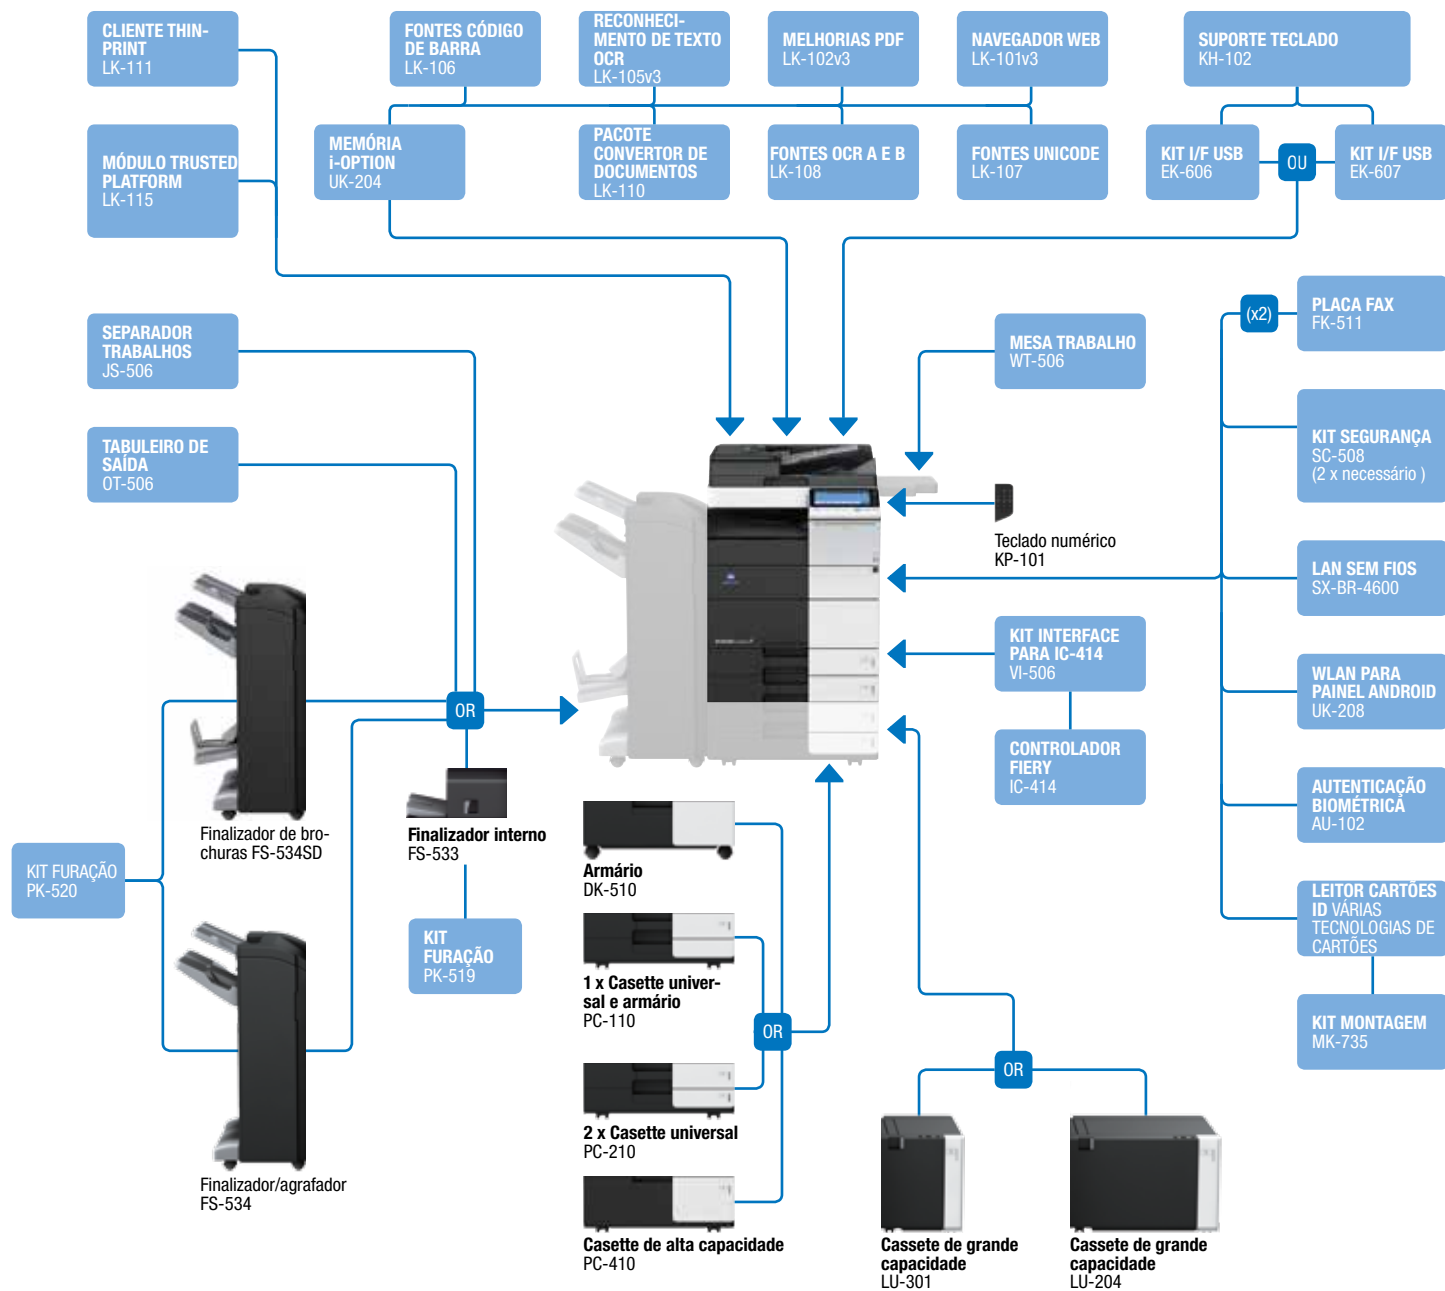 CLIENTE THIN-
PRINT
LK-111
FONTES CÓDIGO
DE BARRA
LK-106
RECONHECI-
MENTO DE TEXTO
OCR
LK-105v3
MELHORIAS PDF
LK-102v3
NAVEGADOR WEB
LK-101v3
SUPORTE TECLADO
KH-102
MÓDULO TRUSTED
PLATFORM
LK-115
MEMÓRIA
i-OPTION
UK-204
PACOTE
CONVERTOR DE
DOCUMENTOS
LK-110
FONTES OCR A E B
LK-108
FONTES UNICODE
LK-107
KIT I/F USB
EK-606
OU
KIT I/F USB
EK-607
SEPARADOR
TRABALHOS
JS-506
MESA TRABALHO
WT-506
(x2)
PLACA FAX
FK-511
TABULEIRO DE
SAÍDA
OT-506
KIT SEGURANÇA
SC-508
(2 x necessário )
Teclado numérico
KP-101
LAN SEM FIOS
SX-BR-4600
KIT INTERFACE
PARA IC-414
VI-506
WLAN PARA
PAINEL ANDROID
UK-208
OR
CONTROLADOR
FIERY
IC-414
AUTENTICAÇÃO
BIOMÉTRICA
AU-102
Finalizador de bro-
churas FS-534SD
Finalizador interno
FS-533
KIT FURAÇÃO
PK-520
Armário
DK-510
LEITOR CARTÕES
ID VÁRIAS
TECNOLOGIAS DE
CARTÕES
KIT
FURAÇÃO
PK-519
1 x Casette univer-
sal e armário
PC-110
OR
KIT MONTAGEM
MK-735
OR
2 x Casette universal
PC-210
Finalizador/agrafador
FS-534
Casette de alta capacidade
PC-410
Cassete de grande
capacidade
LU-301
Cassete de grande
capacidade
LU-204